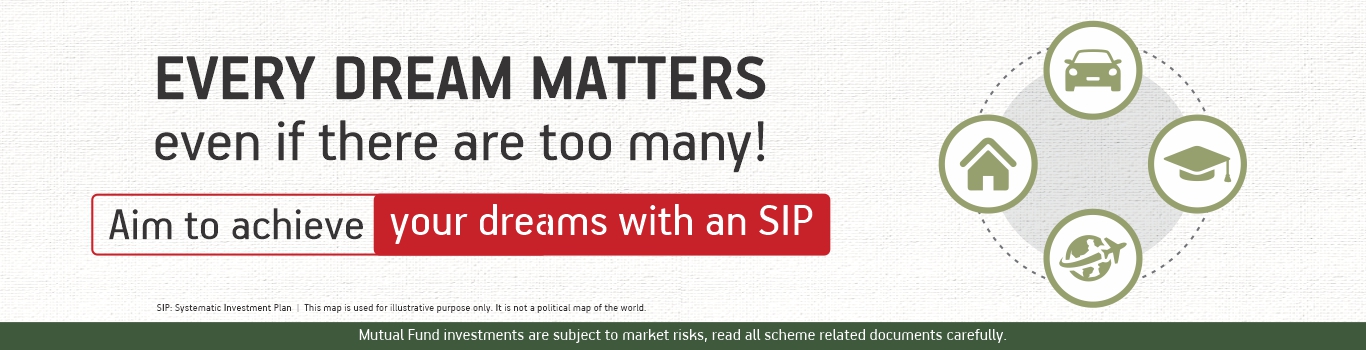 EVERY DREAM MATTERS
even if there are too many!
Aim to achieve your dreams with an SIP
SIP: Systematic Investment Plan | This map is used for illustrative purpose only. It is not a political map of the world.
Mutual Fund investments are subject to market risks, read all scheme related documents carefully.